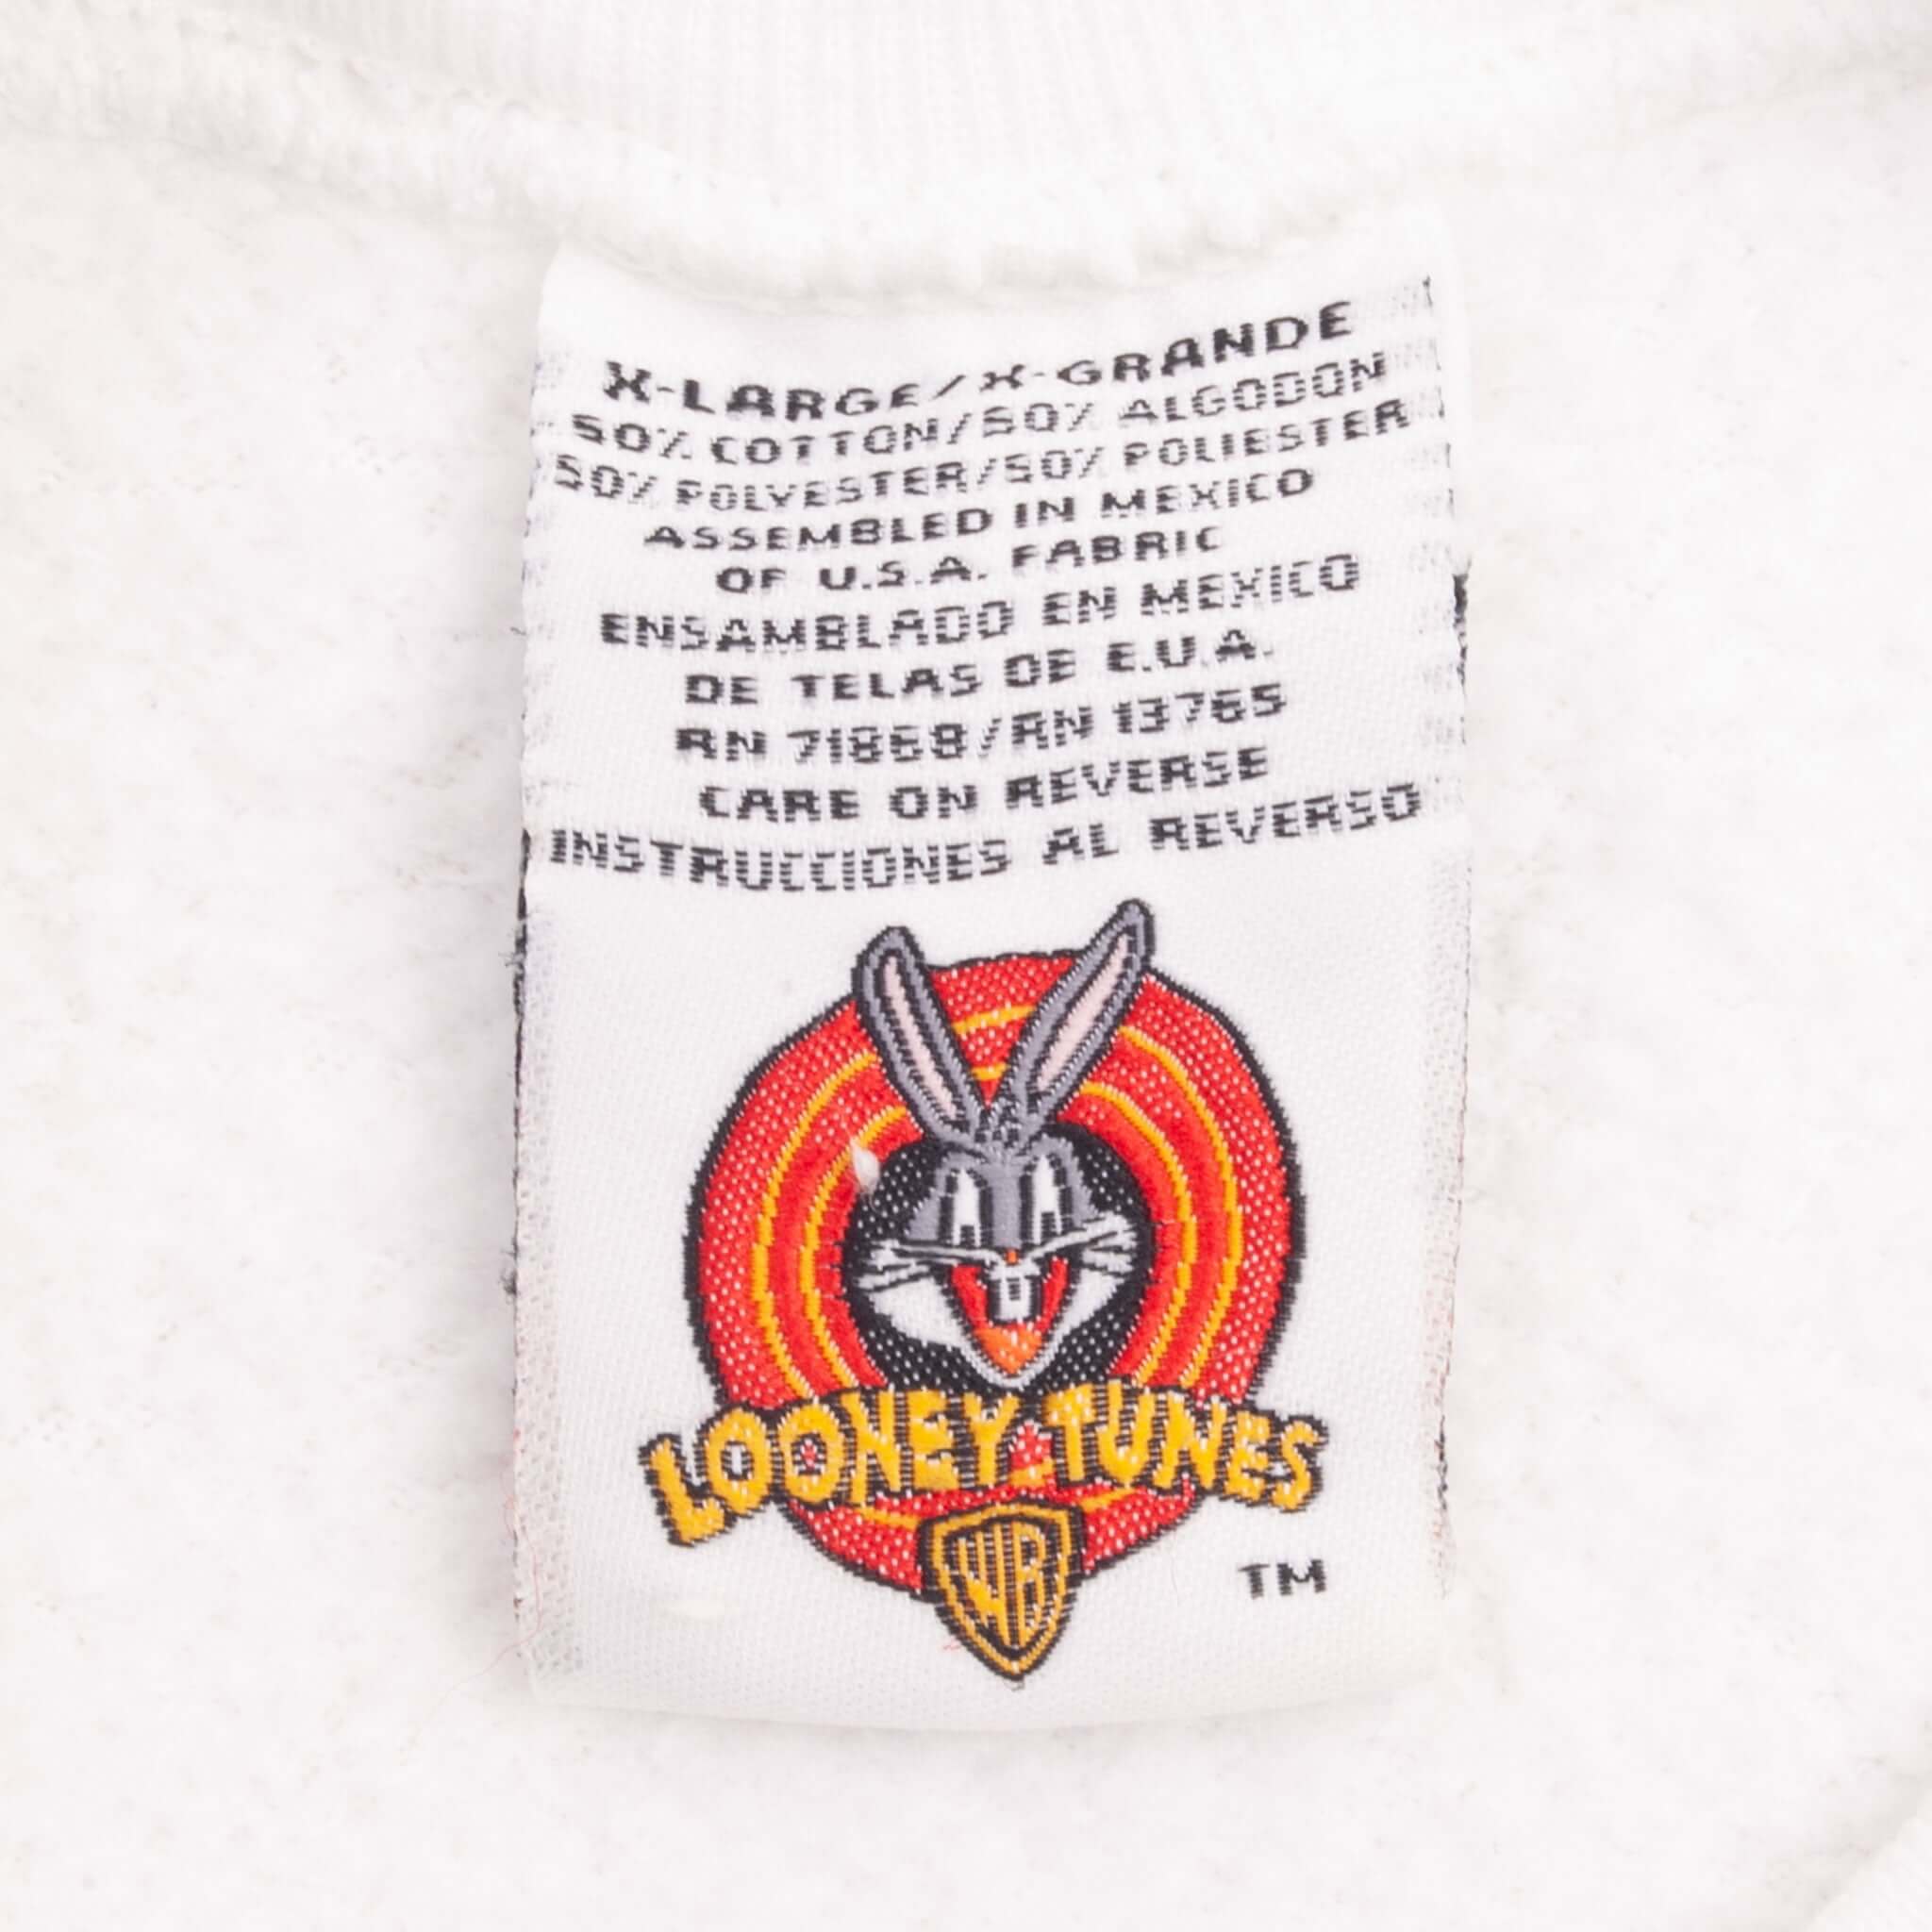 X-LARGE/X-GRANDE
50% COTTON/50% ALGODON
50% POLYESTER/50% POLIESTER
ASSEMBLED IN MEXICO
OF U.S.A. FABRIC
ENSAMBLADO EN MEXICO
DE TELAS DE E.U.A.
RN 71868/RN 13765
CARE ON REVERSE
INSTRUCCIONES AL REVERSO
LOONEY TUNES
WB
TM